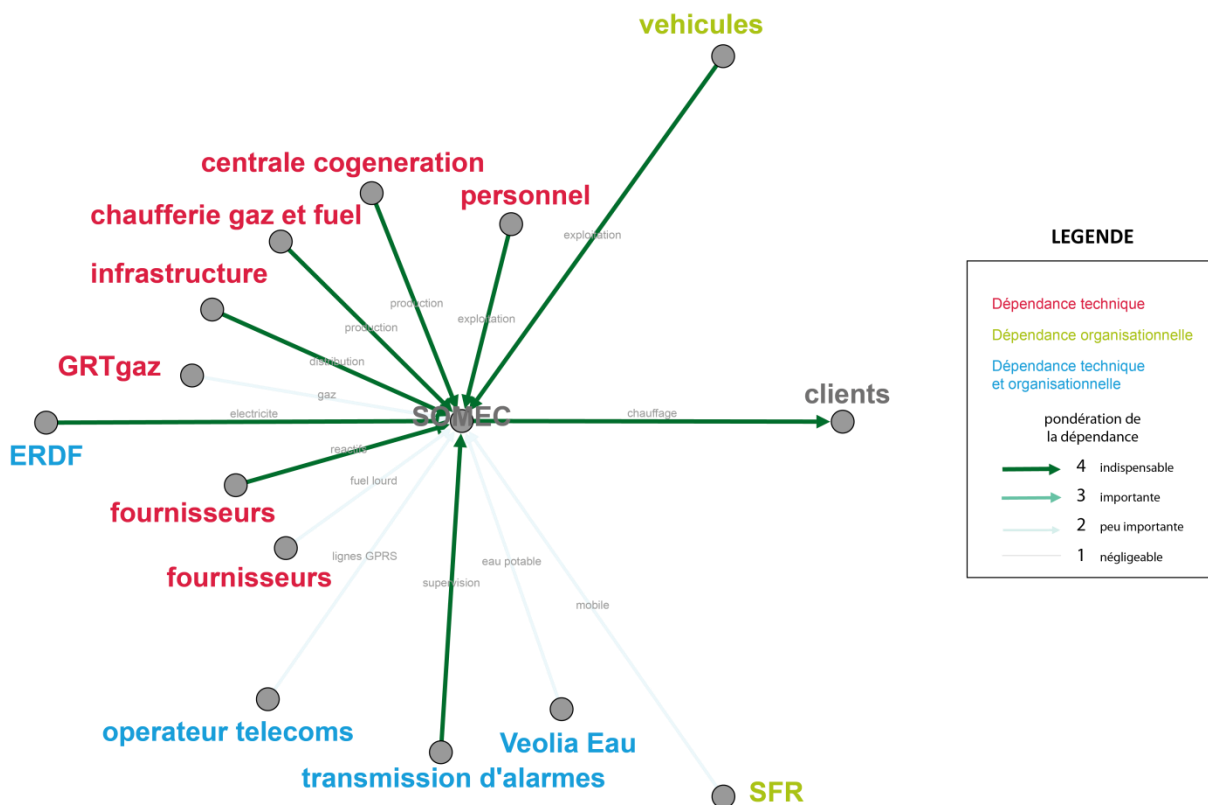 vehicules
centrale cogeneration
personnel
chaufferie gaz et fuel
exploitation
infrastructure
production
production
exploitation
distribution
GRTgaz
gaz
electricite
SOMEC
chauffage
clients
ERDF
reactifs
fuel lourd
fournisseurs
fournisseurs
lignes GPRS
eau potable
supervision
mobile
operateur telecoms
Veolia Eau
transmission d'alarmes
SFR
LEGENDE
Dépendance technique
Dépendance organisationnelle
Dépendance technique
et organisationnelle
pondération de
la dépendance
4 indispensable
3 importante
2 peu importante
1 négligeable